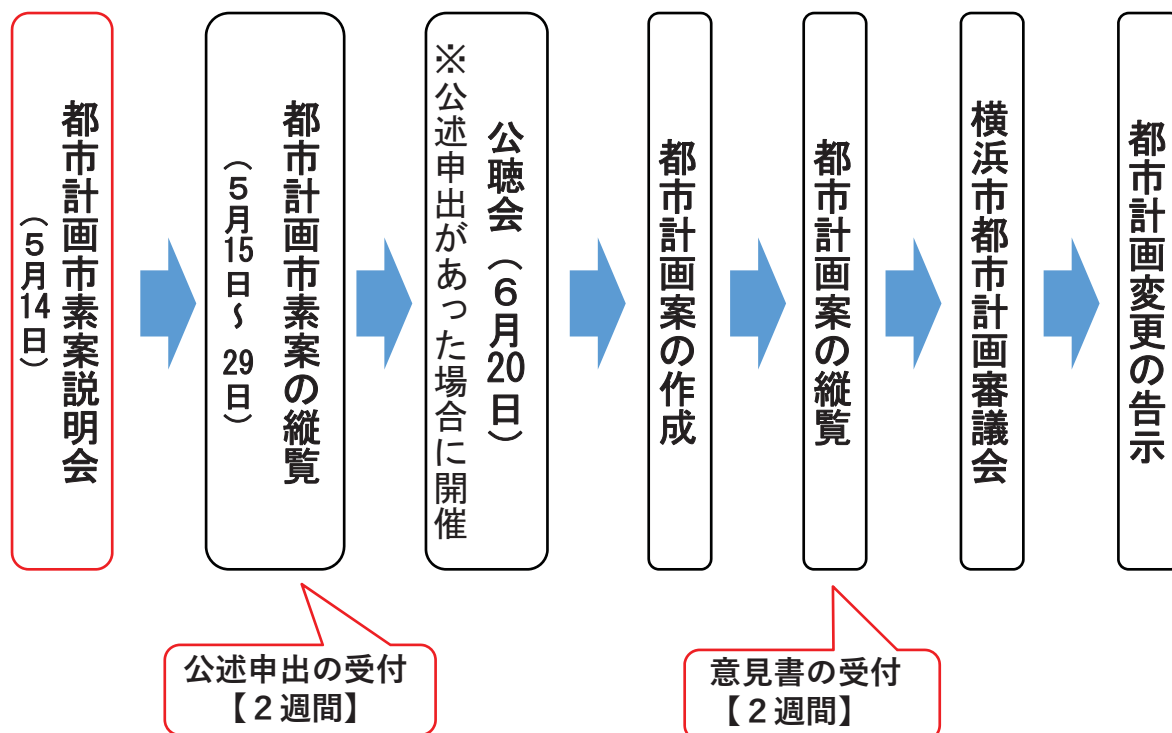 都市計画市素案説明会
（５月14日）
都市計画市素案の縦覧
（５月15日～ 29日）
公聴会（６月20日）
※公述申出があった場合に開催
都市計画案の作成
都市計画案の縦覧
横浜市都市計画審議会
都市計画変更の告示
公述申出の受付
【２週間】
意見書の受付
【２週間】